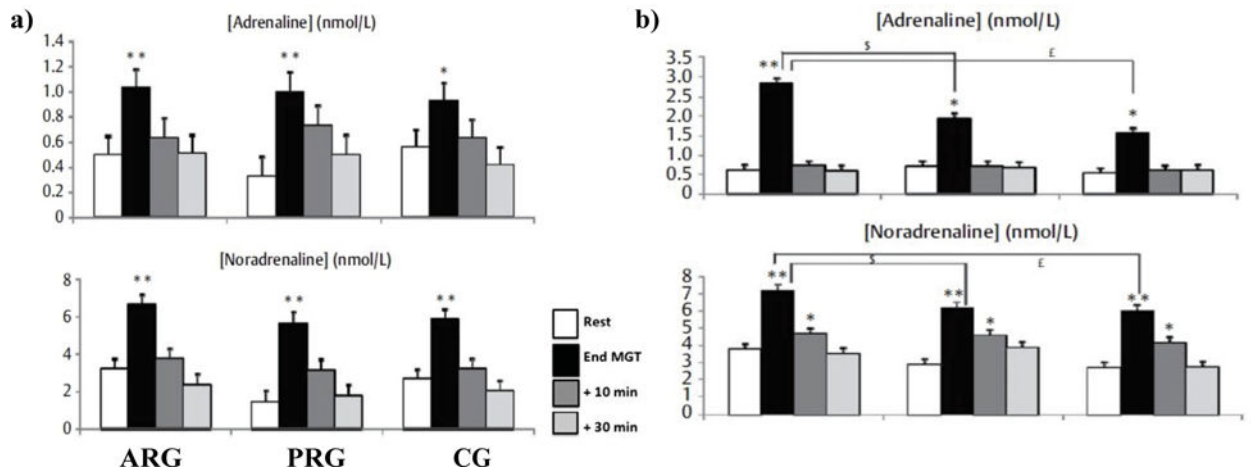 a)
[Adrenaline] (nmol/L)
1.4
1.2
1.0
0.8
0.6
0.4
0.2
0
** ** *
[Noradrenaline] (nmol/L)
8
6
4
2
0
** ** **
ARG PRG CG
Rest
End MGT
+ 10 min
+ 30 min
b)
[Adrenaline] (nmol/L)
3.5
3.0
2.5
2.0
1.5
1.0
0.5
0
$ £
** * *
[Noradrenaline] (nmol/L)
8
7
6
5
4
3
2
1
0
$ £
** * ** * ** *